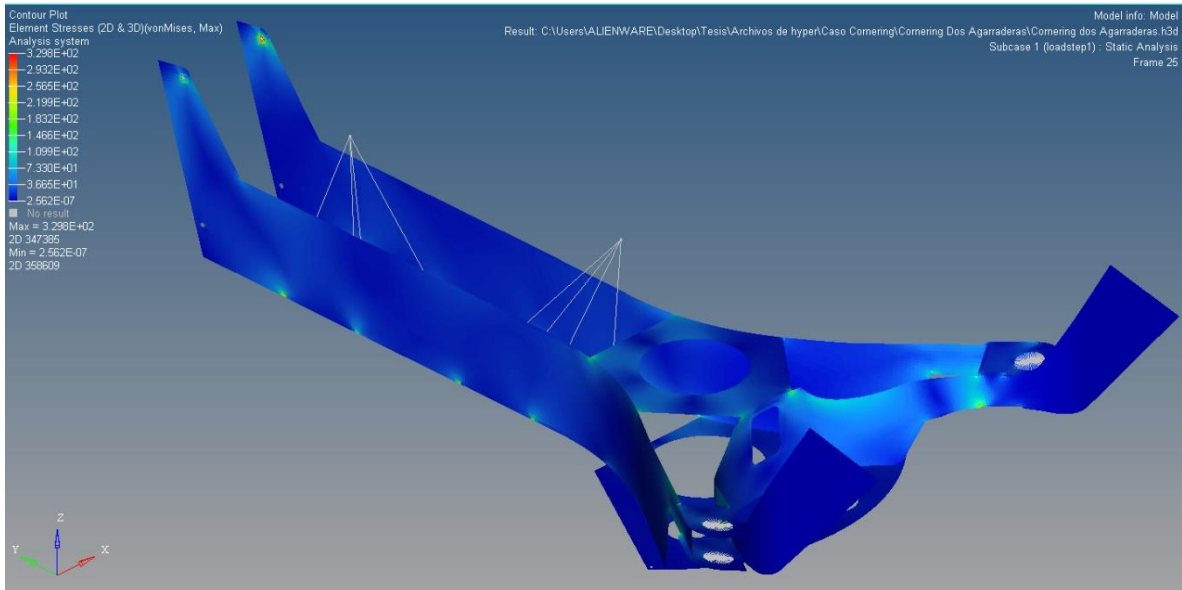 Contour Plot
Element Stresses (2D & 3D)(vonMises, Max)
Analysis system
3.298E+02
2.932E+02
2.565E+02
2.199E+02
1.832E+02
1.466E+02
1.099E+02
7.330E+01
3.665E+01
2.562E-07
No result
Max = 3.298E+02
2D 347385
Min = 2.562E-07
2D 358609
Model info: Model
Result: C:\Users\ALIENWARE\Desktop\Tesis\Archivos de hyper\Caso Cornering\Cornering Dos Agarraderas\Cornering dos Agarraderas.h3d
Subcase 1 (loadstep1) : Static Analysis
Frame 25
Z
Y
X